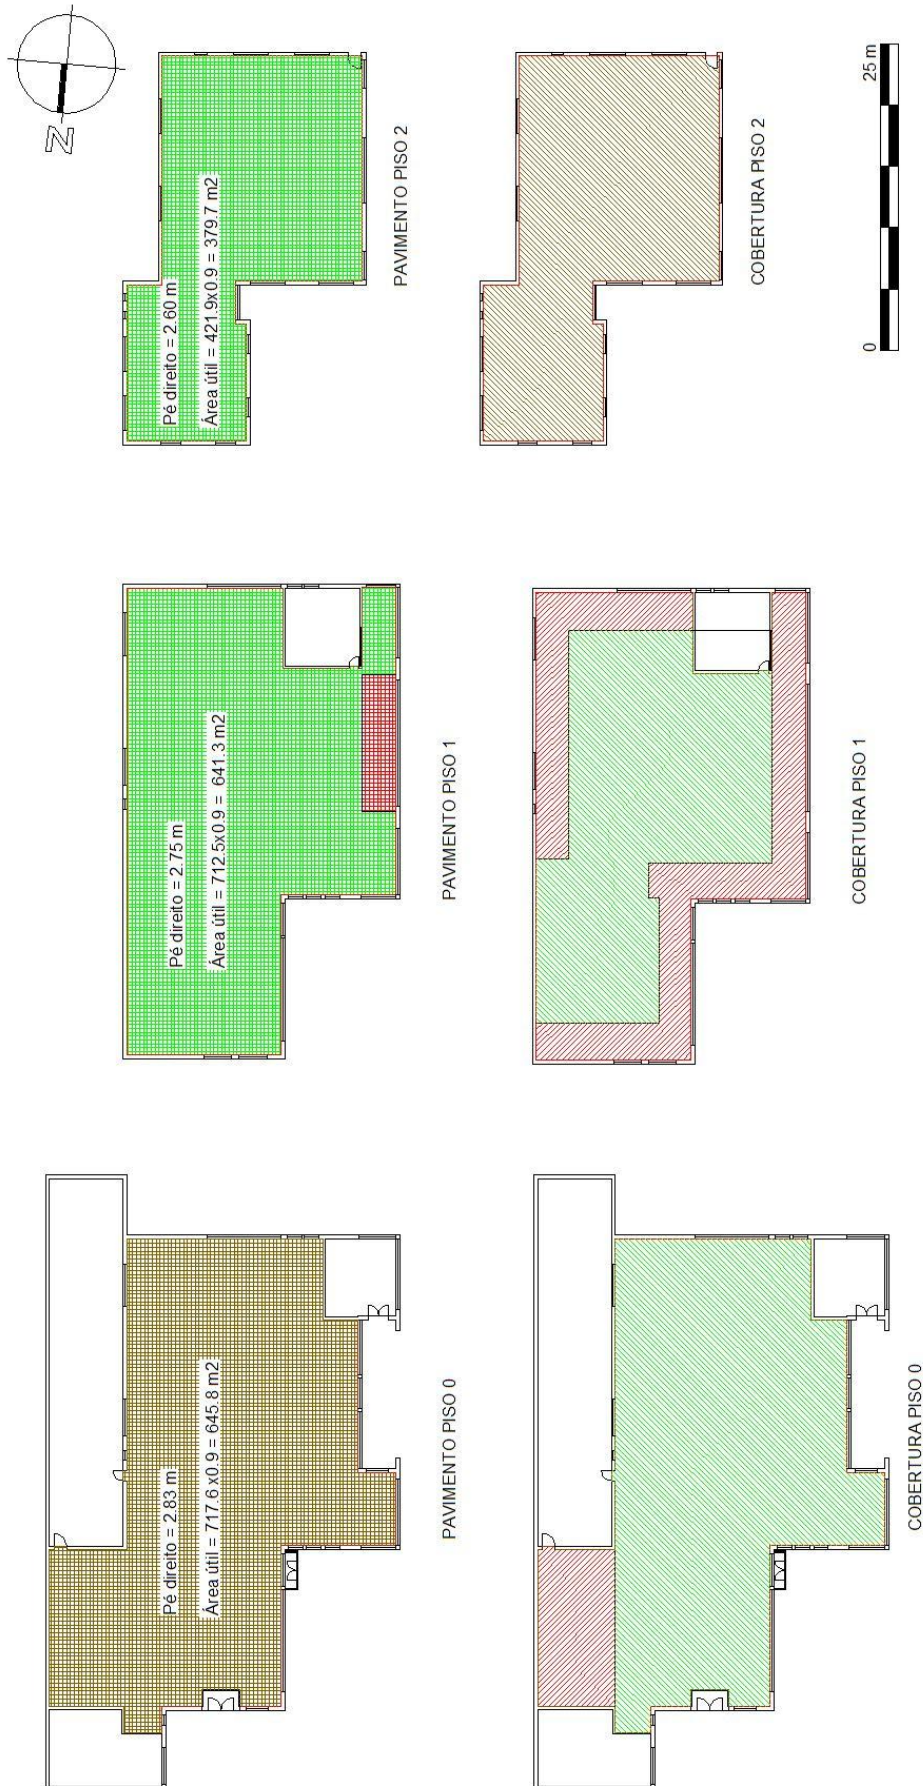 N
Pé direito = 2.83 m
Área útil = 717.6 x0.9 = 645.8 m2
PAVIMENTO PISO 0
Pé direito = 2.75 m
Área útil = 712.5x0.9 = 641.3 m2
PAVIMENTO PISO 1
Pé direito = 2.60 m
Área útil = 421.9x0.9 = 379.7 m2
PAVIMENTO PISO 2
COBERTURA PISO 0
COBERTURA PISO 1
COBERTURA PISO 2
0
25 m